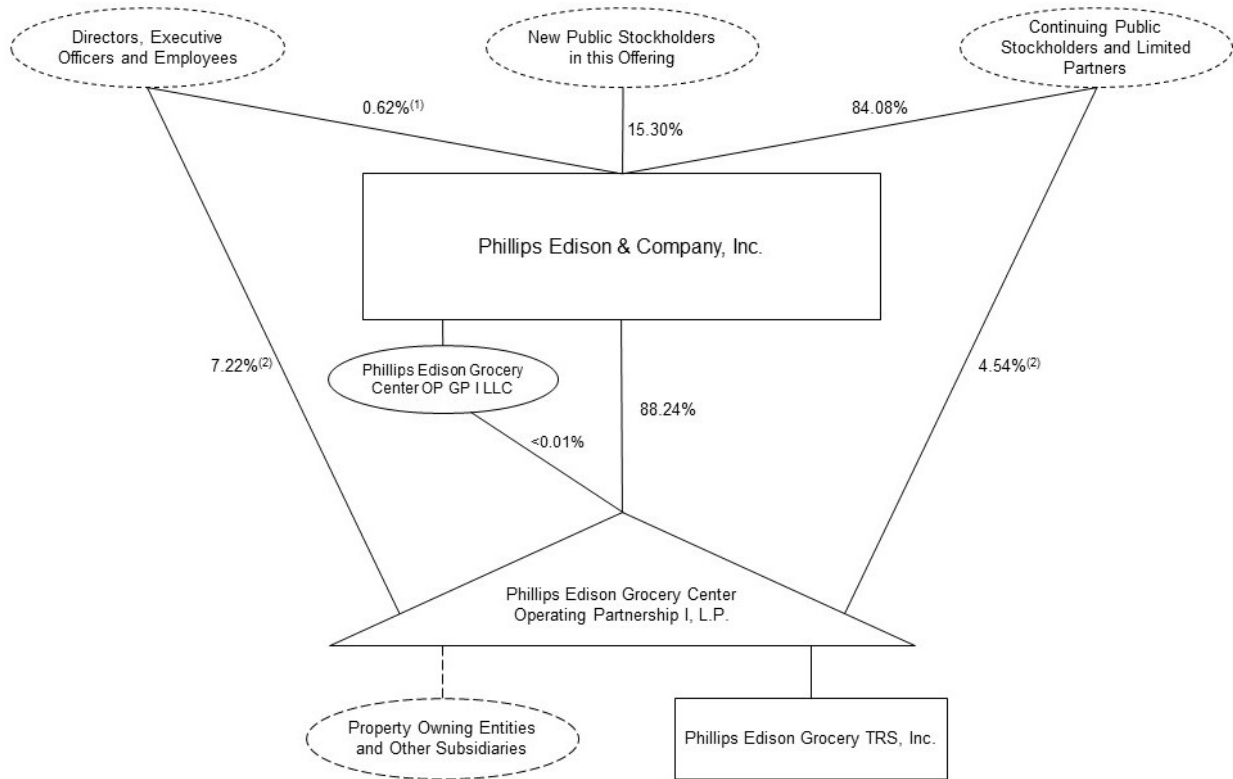 Directors, Executive
Officers and Employees
New Public Stockholders
in this Offering
Continuing Public
Stockholders and Limited
Partners
0.62%(1)
15.30%
84.08%
Phillips Edison & Company, Inc.
7.22%(2)
Phillips Edison Grocery
Center OP GP I LLC
4.54%(2)
88.24%
<0.01%
Phillips Edison Grocery Center
Operating Partnership I, L.P.
Property Owning Entities
and Other Subsidiaries
Phillips Edison Grocery TRS, Inc.